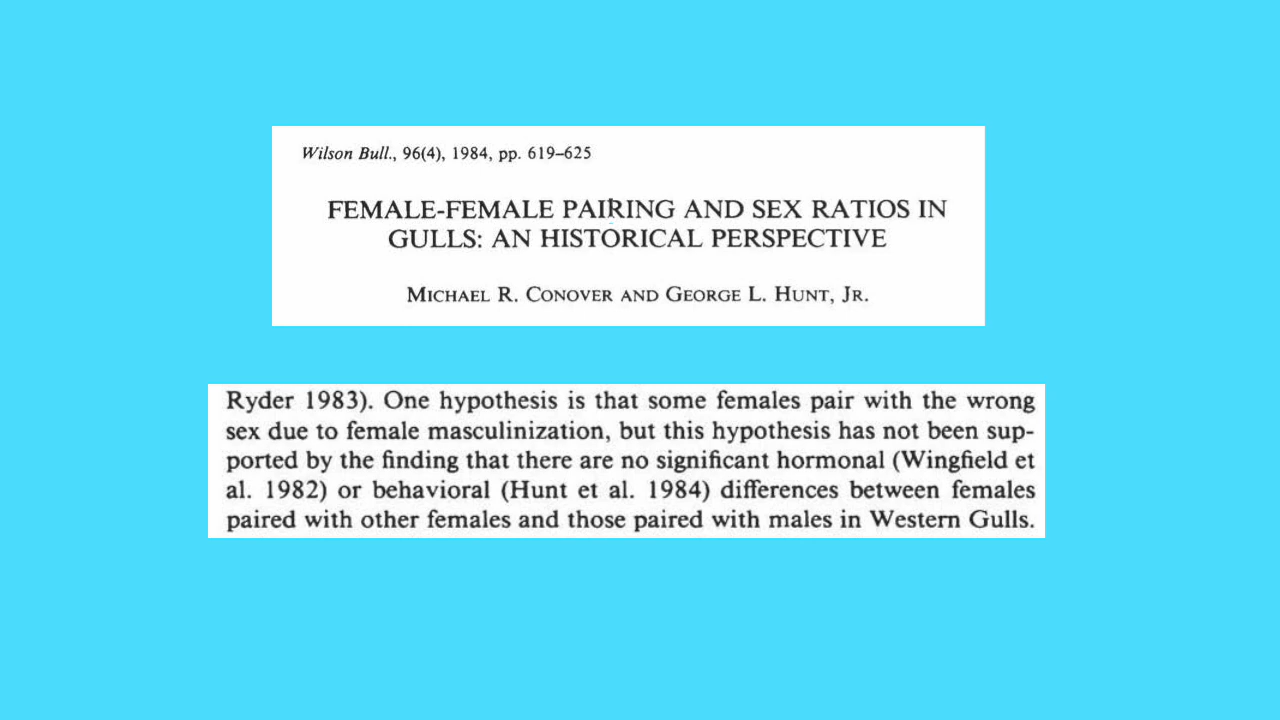 Wilson Bull., 96(4), 1984, pp. 619–625
FEMALE-FEMALE PAIRING AND SEX RATIOS IN
GULLS: AN HISTORICAL PERSPECTIVE
MICHAEL R. CONOVER AND GEORGE L. HUNT, JR.
Ryder 1983). One hypothesis is that some females pair with the wrong
sex due to female masculinization, but this hypothesis has not been sup-
ported by the finding that there are no significant hormonal (Wingfield et
al. 1982) or behavioral (Hunt et al. 1984) differences between females
paired with other females and those paired with males in Western Gulls.